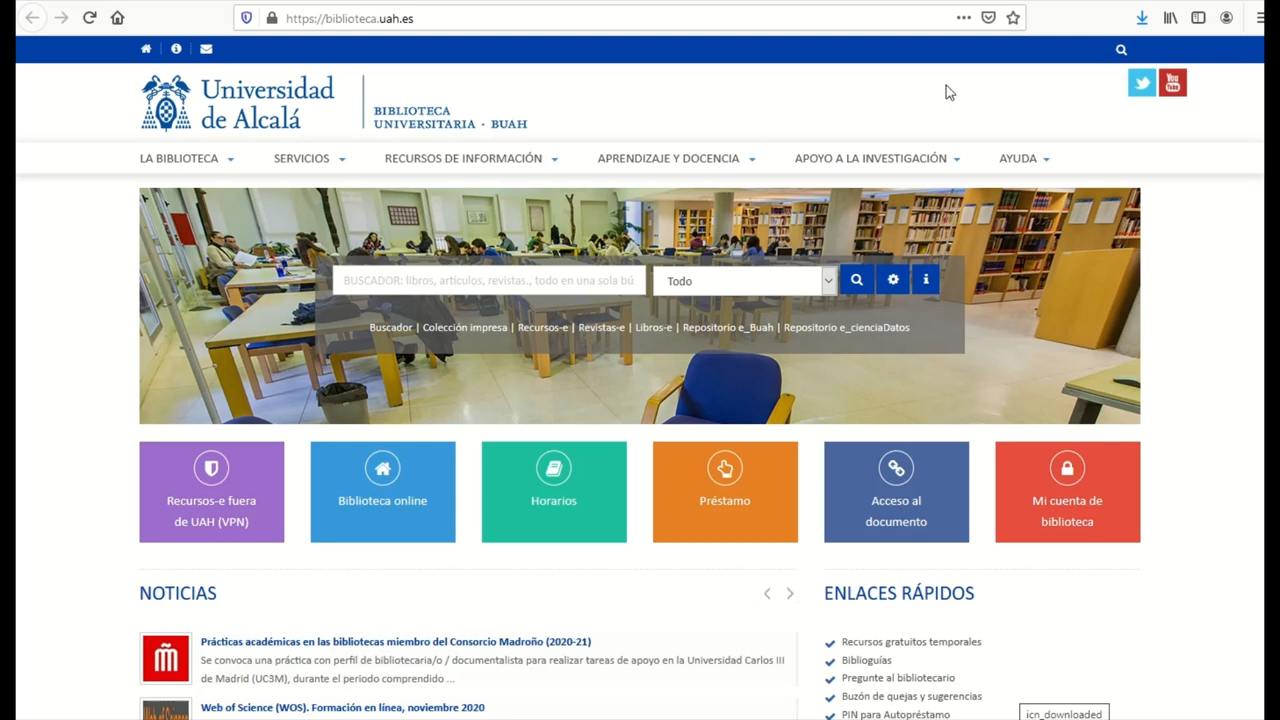 https://biblioteca.uah.es
Universidad
de Alcalá
BIBLIOTECA
UNIVERSITARIA · BUAH
You
Tube
LA BIBLIOTECA
SERVICIOS
RECURSOS DE INFORMACIÓN
APRENDIZAJE Y DOCENCIA
APOYO A LA INVESTIGACIÓN
AYUDA
BUSCADOR: libros, artículos, revistas., todo en una sola bú
Todo
Buscador | Colección impresa | Recursos-e | Revistas-e | Libros-e | Repositorio e_Buah | Repositorio e_cienciaDatos
Recursos-e fuera
de UAH (VPN)
Biblioteca online
Horarios
Préstamo
Acceso al
documento
Mi cuenta de
biblioteca
NOTICIAS
Prácticas académicas en las bibliotecas miembro del Consorcio Madroño (2020-21)
Se convoca una práctica con perfil de bibliotecaria/o / documentalista para realizar tareas de apoyo en la Universidad Carlos III
de Madrid (UC3M), durante el periodo comprendido ...
Web of Science (WOS). Formación en línea, noviembre 2020
Web of Science
ENLACES RÁPIDOS
Recursos gratuitos temporales
Biblioguías
Pregunte al bibliotecario
Buzón de quejas y sugerencias
PIN para Autopréstamo
icn_downloaded